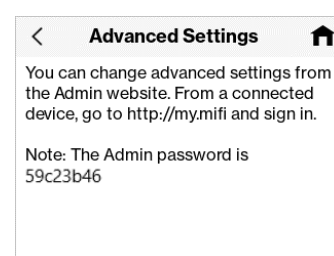 Advanced Settings
You can change advanced settings from
the Admin website. From a connected
device, go to http://my.mifi and sign in.
Note: The Admin password is
59c23b46